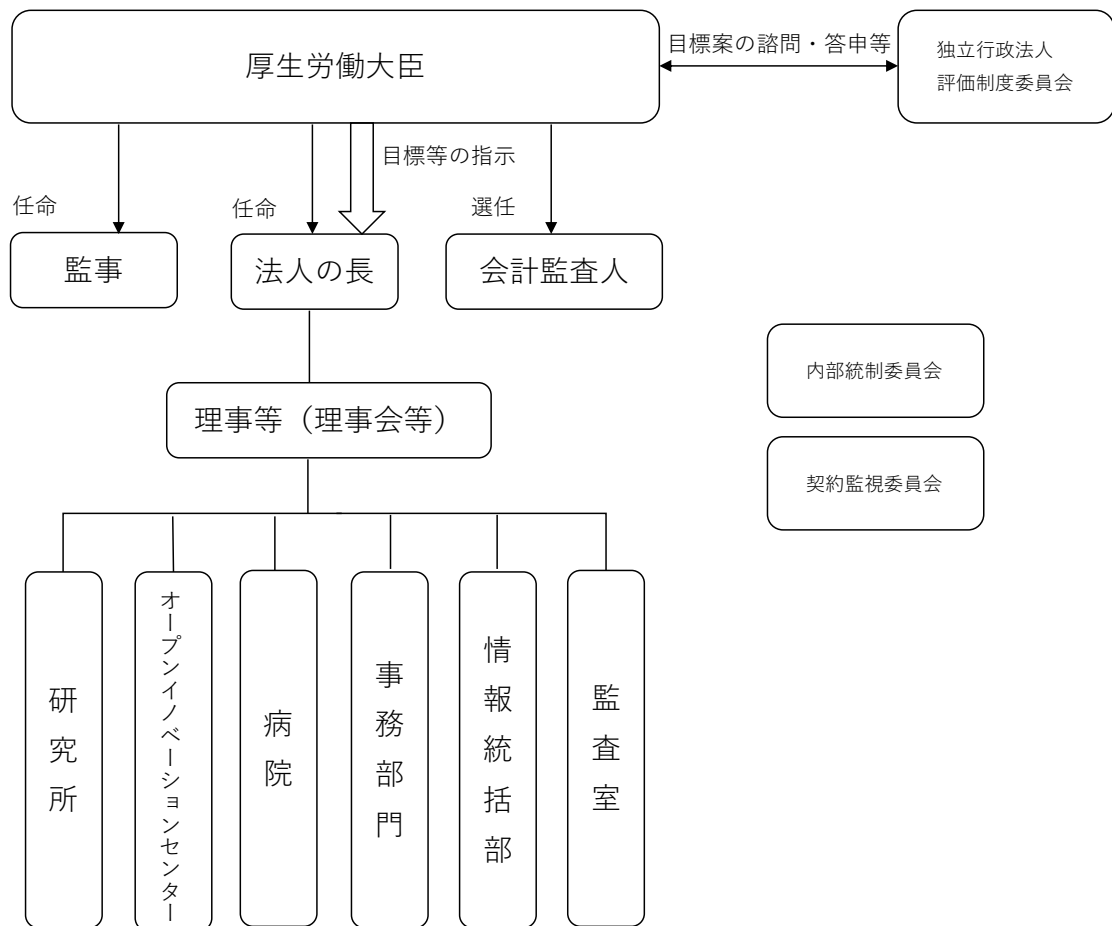 厚生労働大臣
目標案の諮問・答申等
独立行政法人
評価制度委員会
目標等の指示
任命
任命
選任
監事
法人の長
会計監査人
内部統制委員会
理事等（理事会等）
契約監視委員会
研究所
オープンイノベーションセンター
病院
事務部門
情報統括部
監査室